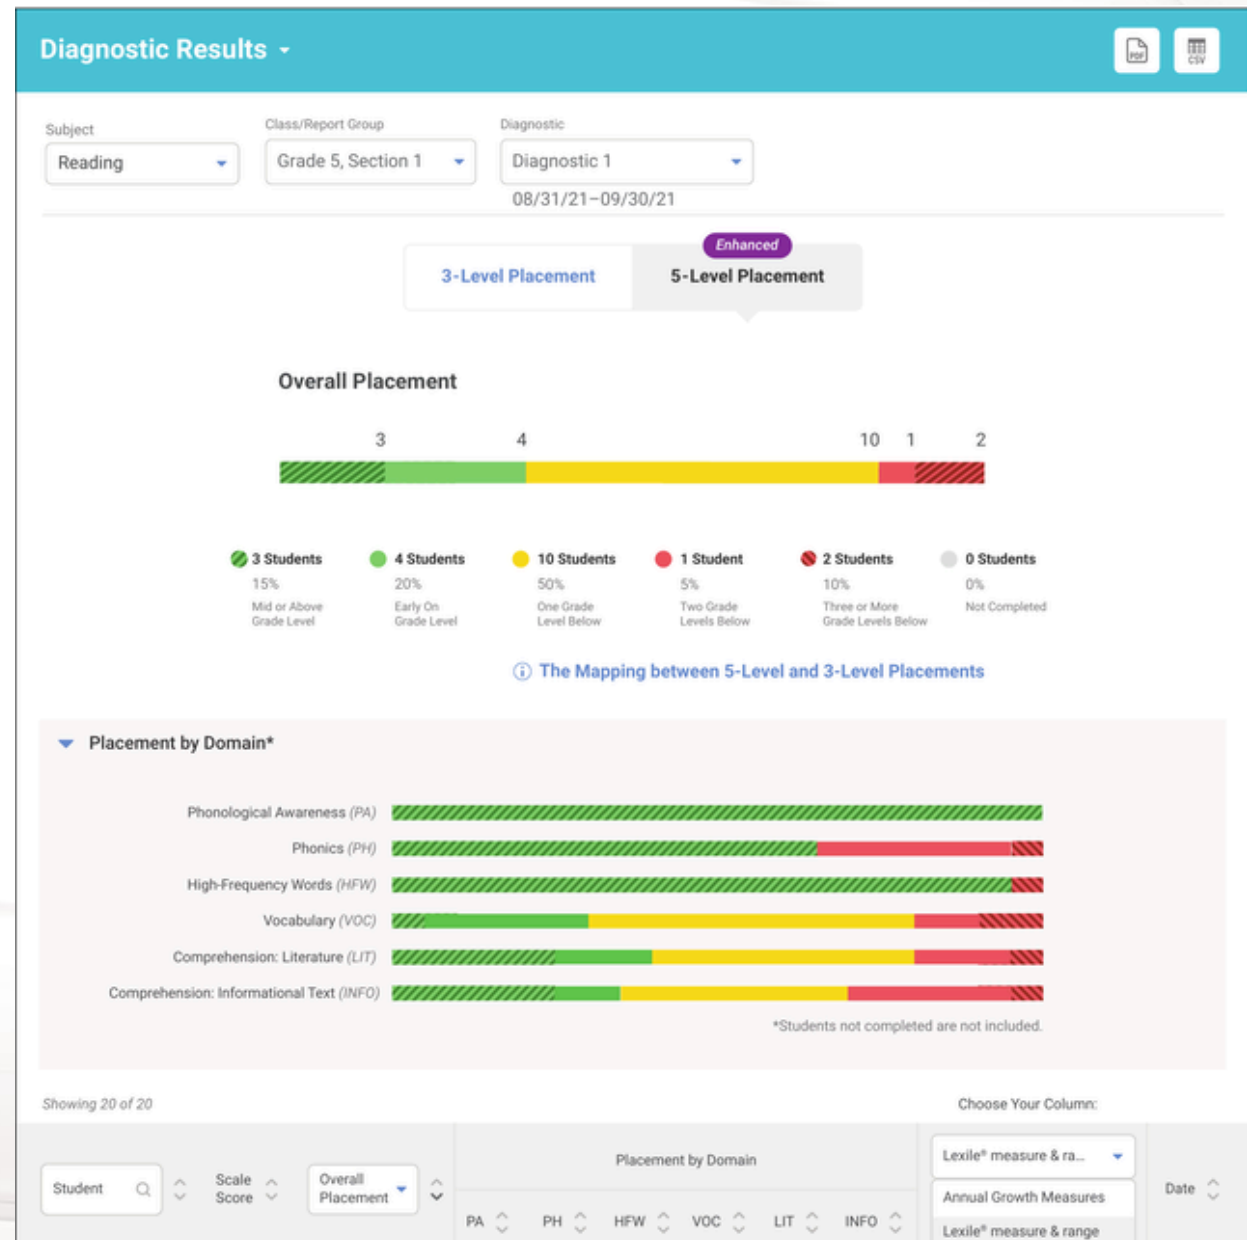 Diagnostic Results
PDF
CSV
Subject
Class/Report Group
Diagnostic
Reading
Grade 5, Section 1
Diagnostic 1
08/31/21–09/30/21
Enhanced
3-Level Placement
5-Level Placement
Overall Placement
3 4 10 1 2
3 Students
15%
Mid or Above
Grade Level
4 Students
20%
Early On
Grade Level
10 Students
50%
One Grade
Level Below
1 Student
5%
Two Grade
Levels Below
2 Students
10%
Three or More
Grade Levels Below
0 Students
0%
Not Completed
The Mapping between 5-Level and 3-Level Placements
Placement by Domain*
Phonological Awareness (PA)
Phonics (PH)
High-Frequency Words (HFW)
Vocabulary (VOC)
Comprehension: Literature (LIT)
Comprehension: Informational Text (INFO)
*Students not completed are not included.
Showing 20 of 20
Choose Your Column:
Student
Scale
Score
Overall
Placement
Placement by Domain
PA PH HFW VOC LIT INFO
Lexile® measure & ra...
Annual Growth Measures
Lexile® measure & range
Date